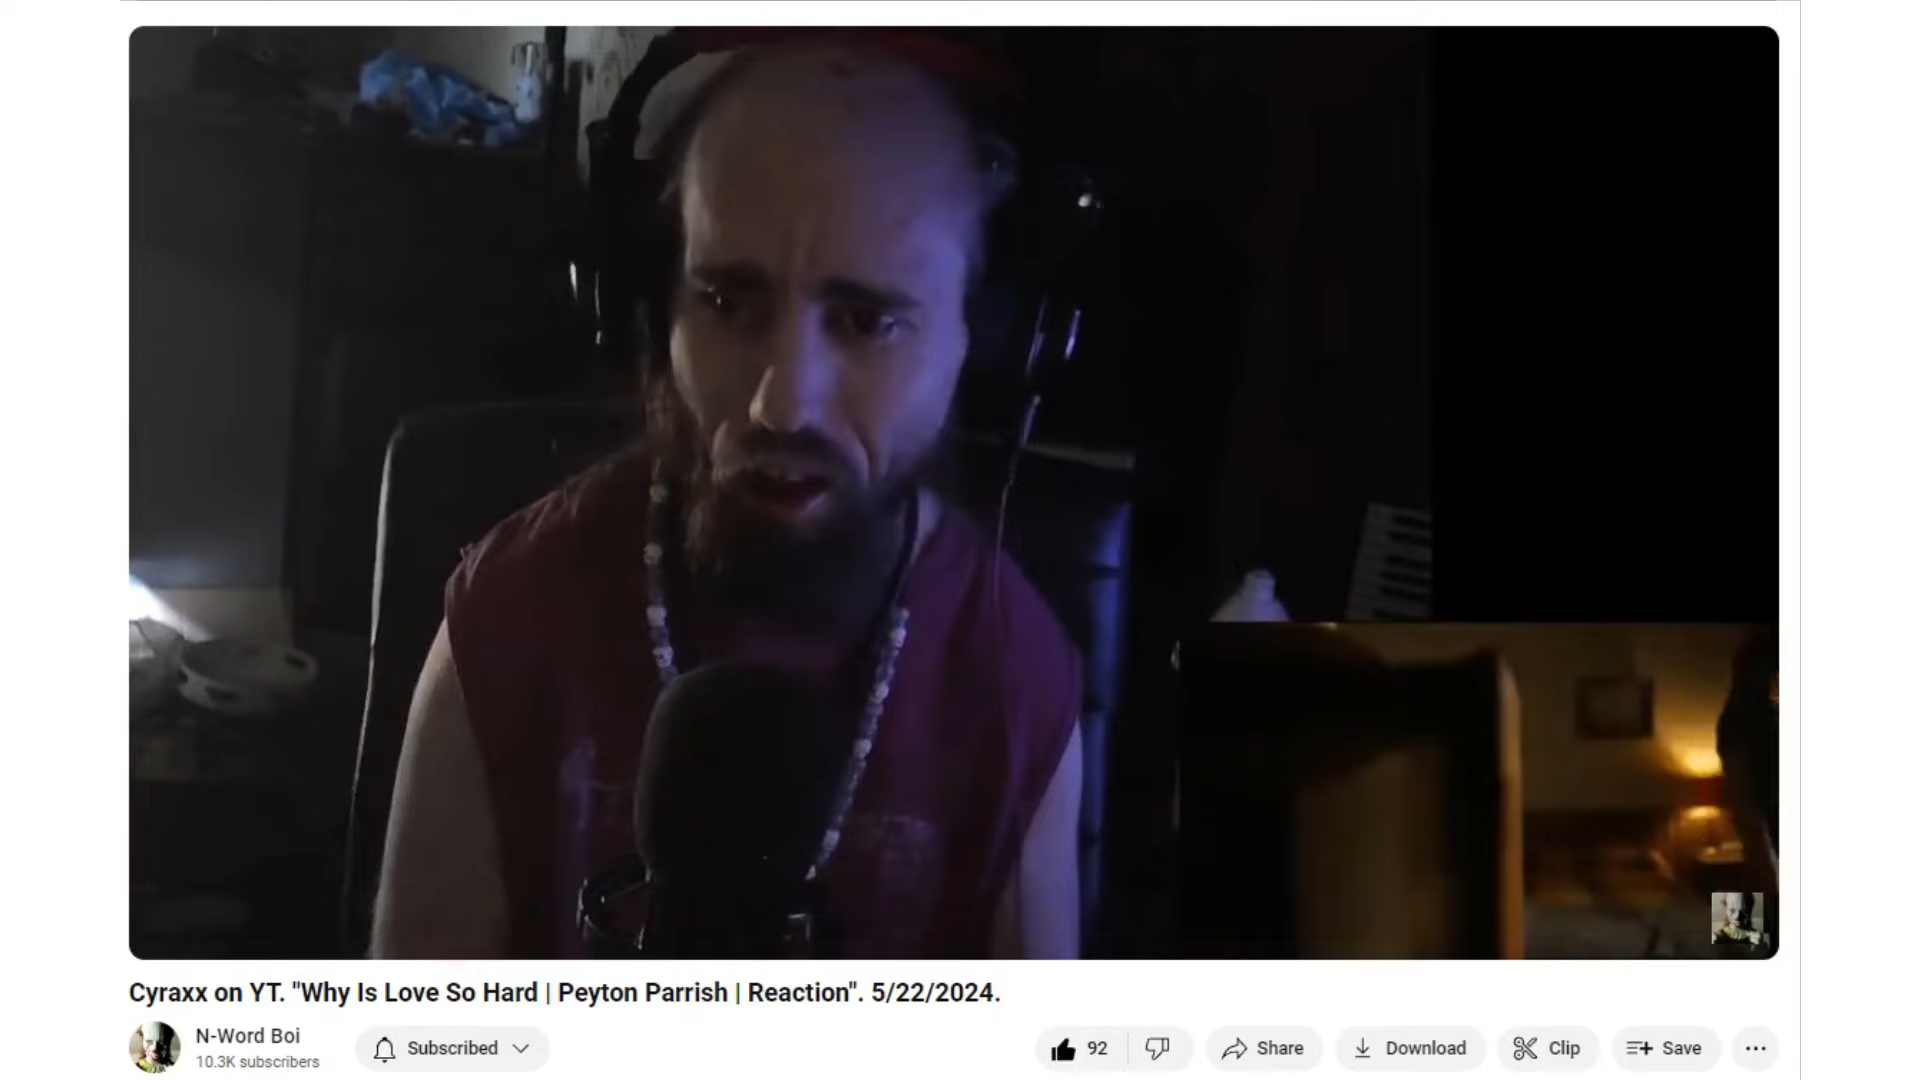 Cyraxx on YT. "Why Is Love So Hard | Peyton Parrish | Reaction". 5/22/2024.
N-Word Boi
10.3K subscribers
Subscribed
92
Share
Download
Clip
Save